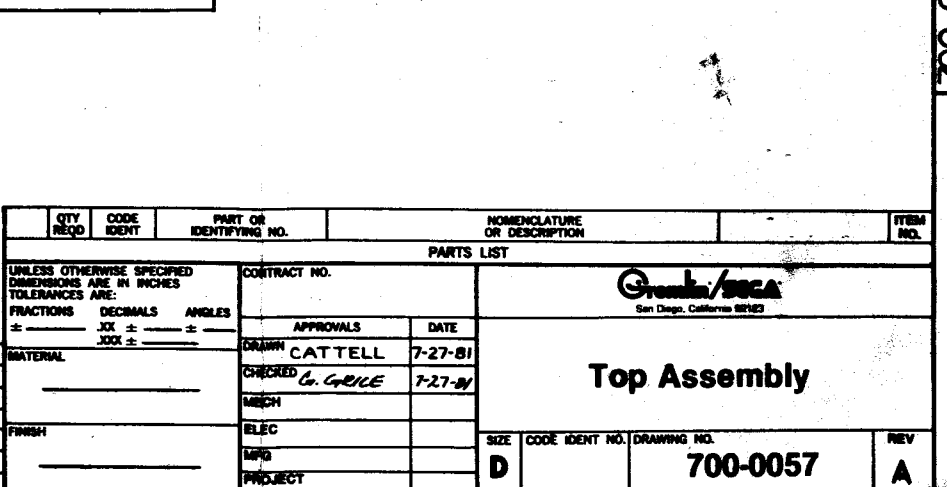 QTY REQD
CODE IDENT
PART OR IDENTIFYING NO.
NOMENCLATURE OR DESCRIPTION
ITEM NO.
PARTS LIST
UNLESS OTHERWISE SPECIFIED
DIMENSIONS ARE IN INCHES
TOLERANCES ARE:
FRACTIONS DECIMALS ANGLES
± .XX ± ±
.XXX ±
MATERIAL
FINISH
CONTRACT NO.
APPROVALS DATE
DRAWN CATTELL 7-27-81
CHECKED G. GRICE 7-27-81
MECH
ELEC
MFG
PROJECT
Gremlin/SEGA
San Diego, California 92123
Top Assembly
SIZE CODE IDENT NO. DRAWING NO. REV
D 700-0057 A